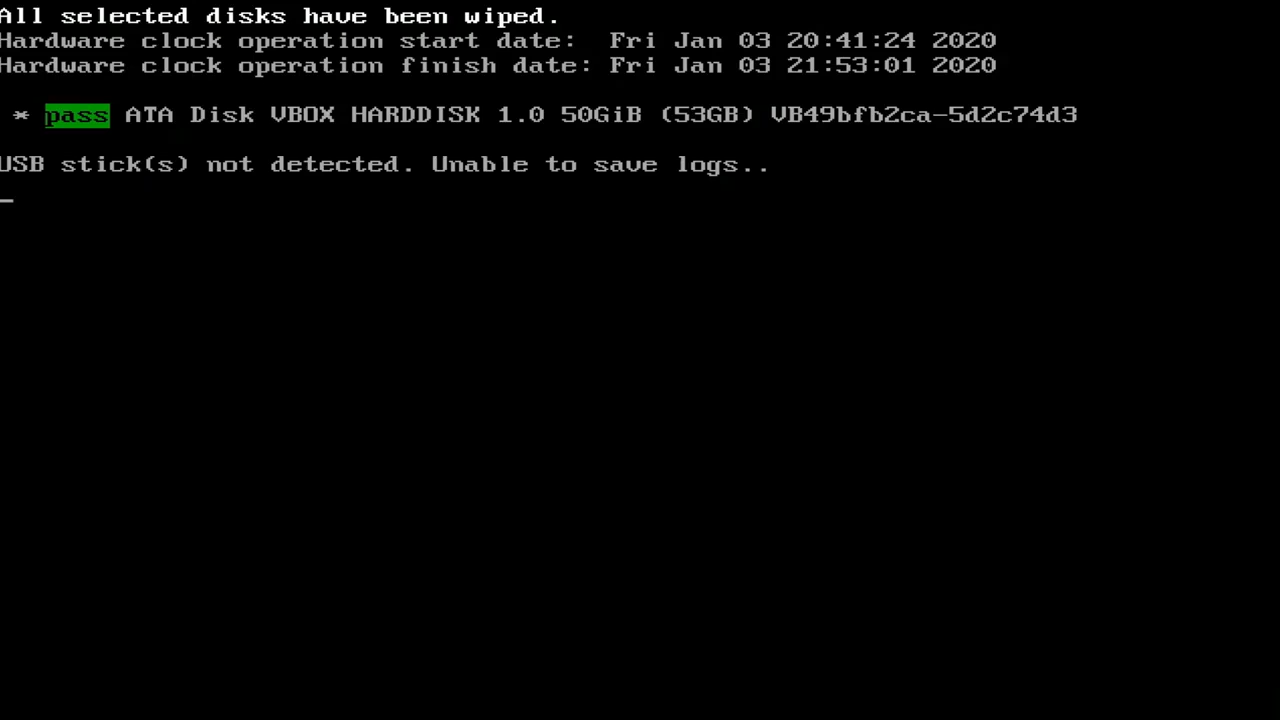 All selected disks have been wiped.
Hardware clock operation start date:  Fri Jan 03 20:41:24 2020
Hardware clock operation finish date: Fri Jan 03 21:53:01 2020
* pass ATA Disk VBOX HARDDISK 1.0 50GiB (53GB) VB49bfb2ca-5d2c74d3
USB stick(s) not detected. Unable to save logs..